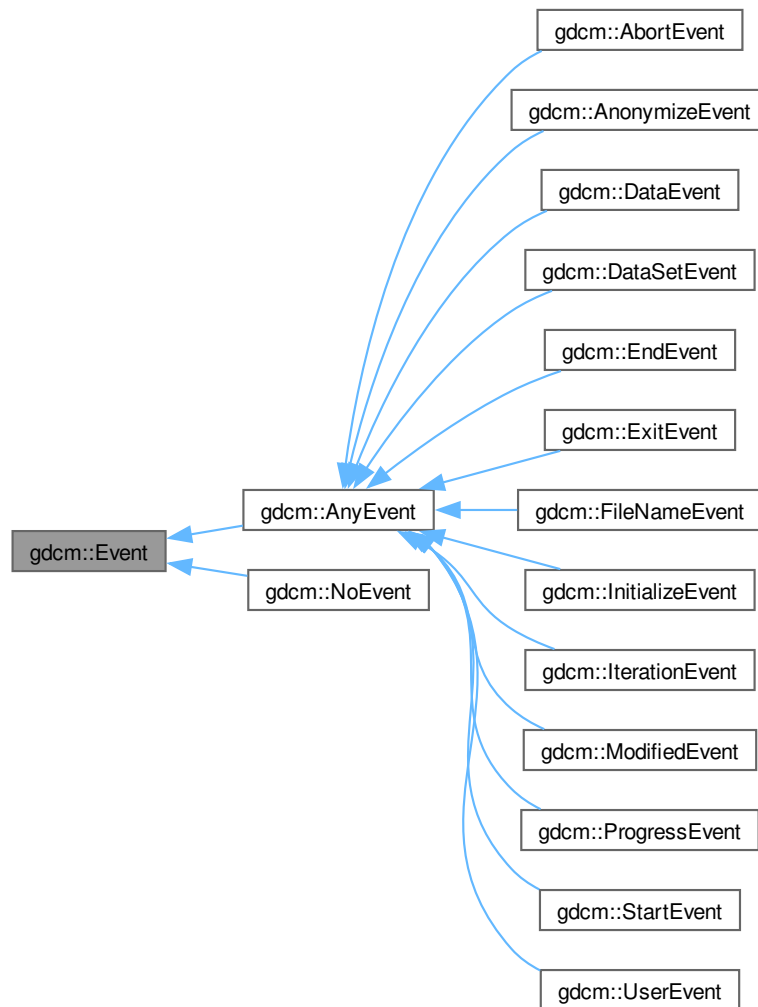 gdcm::AbortEvent
gdcm::AnonymizeEvent
gdcm::DataEvent
gdcm::DataSetEvent
gdcm::EndEvent
gdcm::ExitEvent
gdcm::AnyEvent
gdcm::FileNameEvent
gdcm::Event
gdcm::NoEvent
gdcm::InitializeEvent
gdcm::IterationEvent
gdcm::ModifiedEvent
gdcm::ProgressEvent
gdcm::StartEvent
gdcm::UserEvent